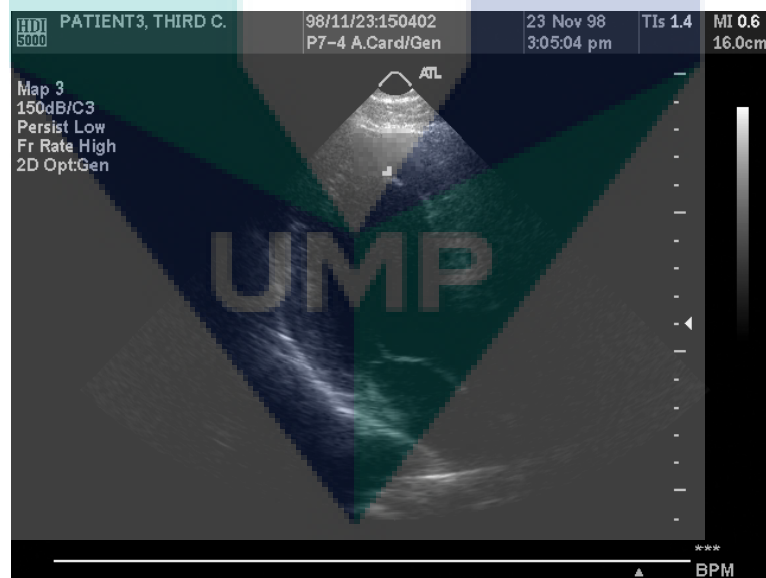 HDI 5000
PATIENT3, THIRD C.
98/11/23:150402
P7-4 A.Card/Gen
23 Nov 98
3:05:04 pm
TIs 1.4
MI 0.6
16.0cm
ATL
Map 3
150dB/C3
Persist Low
Fr Rate High
2D Opt:Gen
UMP
***
BPM